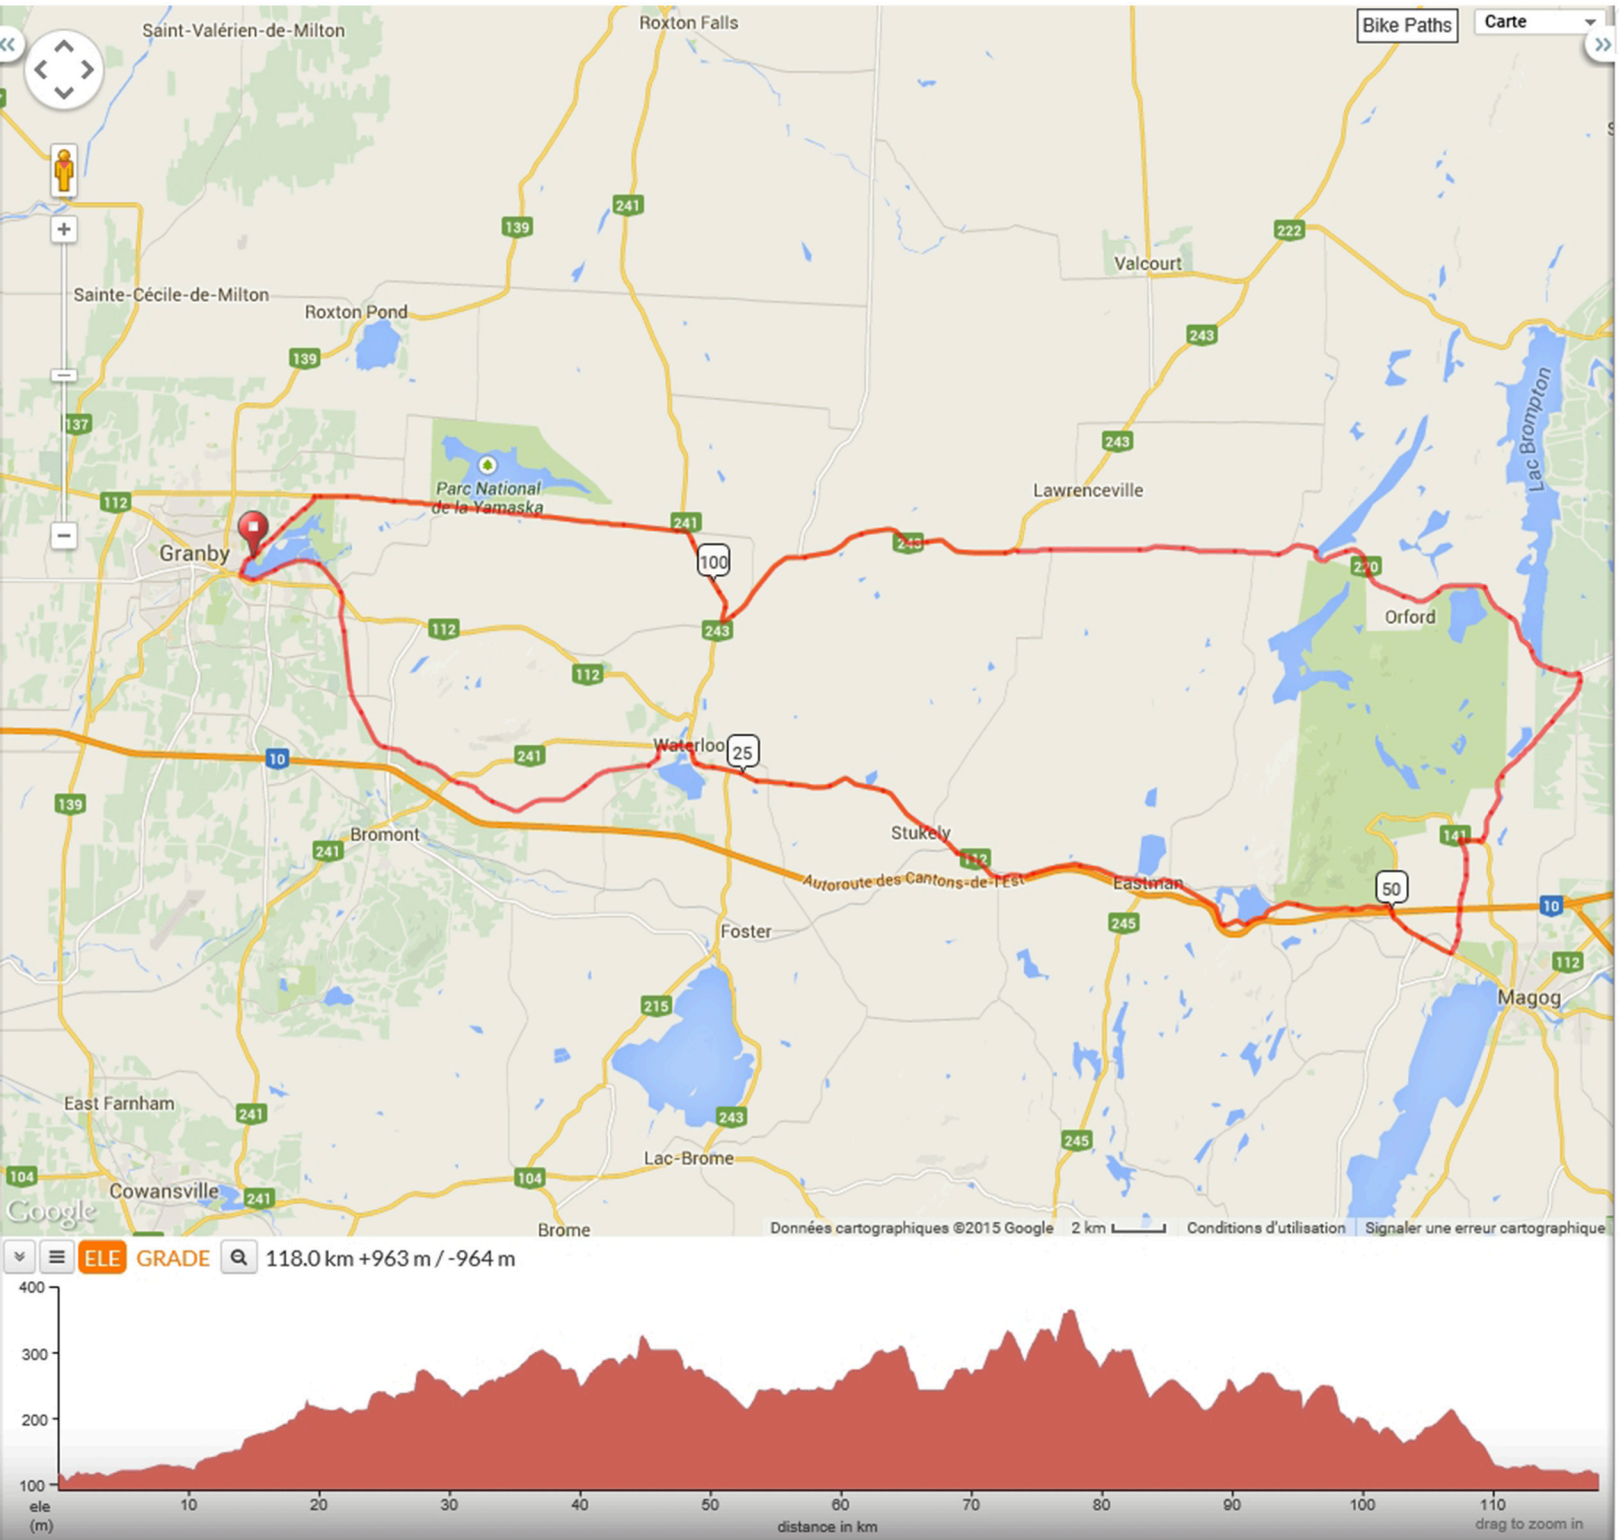 Saint-Valérien-de-Milton
Roxton Falls
Bike Paths
Carte
241
139
222
Valcourt
Sainte-Cécile-de-Milton
Roxton Pond
139
243
137
243
Lac Brompton
Parc National
de la Yamaska
Lawrenceville
112
241
243
Granby
100
220
Orford
112
243
112
Waterloo
25
241
10
139
Stukely
141
Bromont
241
112
Autoroute des Cantons-de-l'Est
Eastman
50
10
245
Foster
112
Magog
215
East Farnham
241
243
245
Lac-Brome
104
104
Cowansville
241
Google
Brome
Données cartographiques ©2015 Google
2 km
Conditions d'utilisation
Signaler une erreur cartographique
ELE
GRADE
118.0 km +963 m / -964 m
400
300
200
100
ele
(m)
10 20 30 40 50 60 70 80 90 100 110
distance in km
drag to zoom in